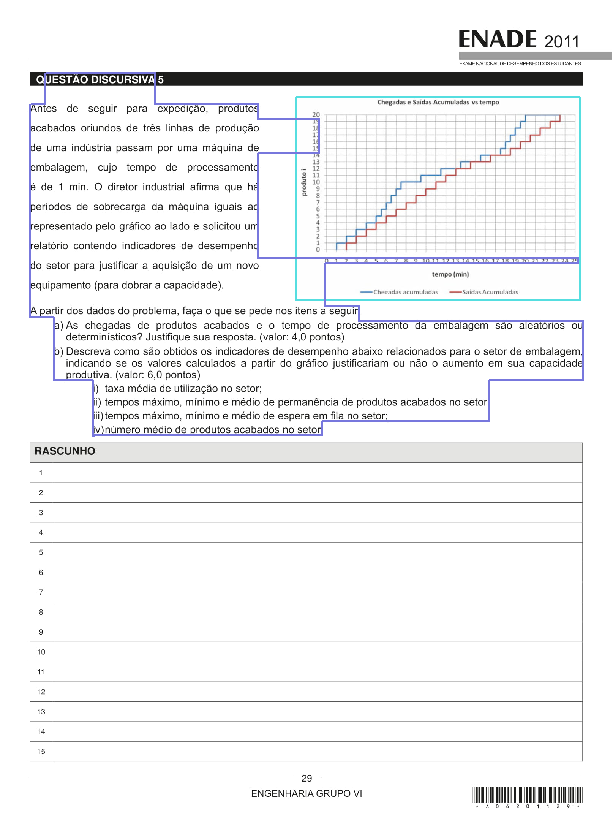 ENADE 2011
EXAME NACIONAL DE DESEMPENHO DOS ESTUDANTES
QUESTÃO DISCURSIVA 5
Antes de seguir para expedição, produtos
acabados oriundos de três linhas de produção
de uma indústria passam por uma máquina de
embalagem, cujo tempo de processamento
é de 1 min. O diretor industrial afirma que há
períodos de sobrecarga da máquina iguais ao
representado pelo gráfico ao lado e solicitou um
relatório contendo indicadores de desempenho
do setor para justificar a aquisição de um novo
equipamento (para dobrar a capacidade).
Chegadas e Saídas Acumuladas vs tempo
produto i
20
19
18
17
16
15
14
13
12
11
10
9
8
7
6
5
4
3
2
1
0
0 1 2 3 4 5 6 7 8 9 10 11 12 13 14 15 16 17 18 19 20 21 22 23 24 25
tempo (min)
Chegadas acumuladas Saídas Acumuladas
A partir dos dados do problema, faça o que se pede nos itens a seguir
a) As chegadas de produtos acabados e o tempo de processamento da embalagem são aleatórios ou
determinísticos? Justifique sua resposta. (valor: 4,0 pontos)
b) Descreva como são obtidos os indicadores de desempenho abaixo relacionados para o setor de embalagem,
indicando se os valores calculados a partir do gráfico justificariam ou não o aumento em sua capacidade
produtiva. (valor: 6,0 pontos)
i) taxa média de utilização no setor;
ii) tempos máximo, mínimo e médio de permanência de produtos acabados no setor
iii) tempos máximo, mínimo e médio de espera em fila no setor;
iv) número médio de produtos acabados no setor
RASCUNHO
1
2
3
4
5
6
7
8
9
10
11
12
13
14
15
29
ENGENHARIA GRUPO VI